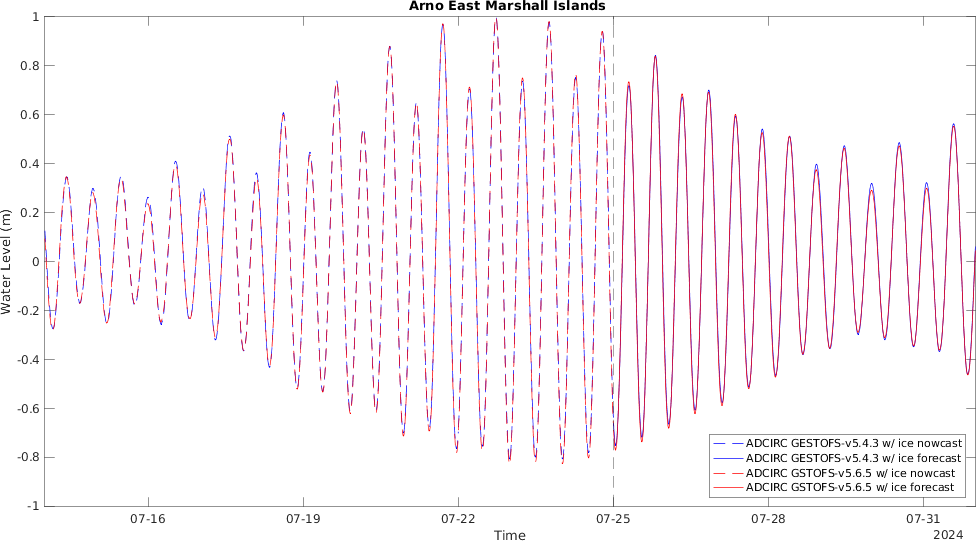 Arno East Marshall Islands
1
0.8
0.6
0.4
0.2
0
-0.2
-0.4
-0.6
-0.8
-1
Water Level (m)
ADCIRC GESTOFS-v5.4.3 w/ ice nowcast
ADCIRC GESTOFS-v5.4.3 w/ ice forecast
ADCIRC GSTOFS-v5.6.5 w/ ice nowcast
ADCIRC GSTOFS-v5.6.5 w/ ice forecast
07-16 07-19 07-22 07-25 07-28 07-31
Time
2024